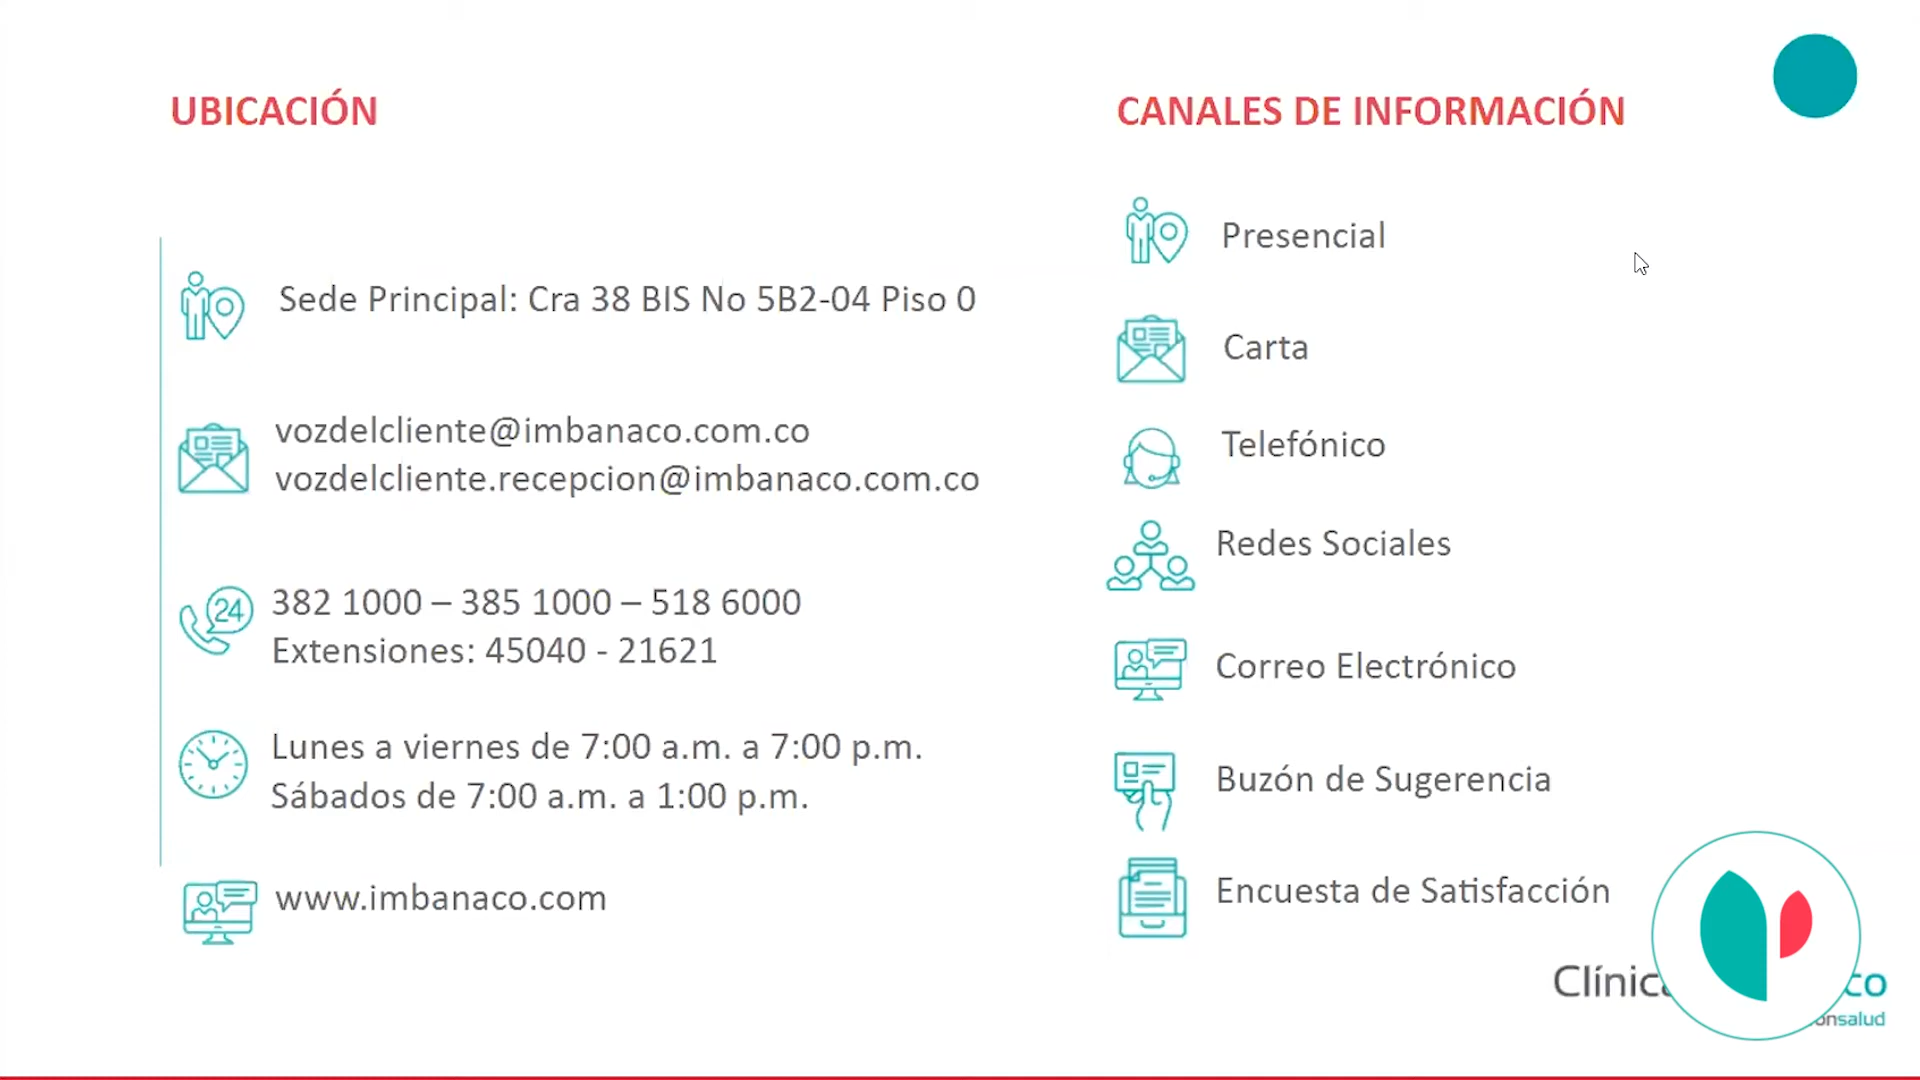 UBICACIÓN
Sede Principal: Cra 38 BIS No 5B2-04 Piso 0
vozdelcliente@imbanaco.com.co
vozdelcliente.recepcion@imbanaco.com.co
24
382 1000 – 385 1000 – 518 6000
Extensiones: 45040 - 21621
Lunes a viernes de 7:00 a.m. a 7:00 p.m.
Sábados de 7:00 a.m. a 1:00 p.m.
www.imbanaco.com
CANALES DE INFORMACIÓN
Presencial
Carta
Telefónico
Redes Sociales
Correo Electrónico
Buzón de Sugerencia
Encuesta de Satisfacción